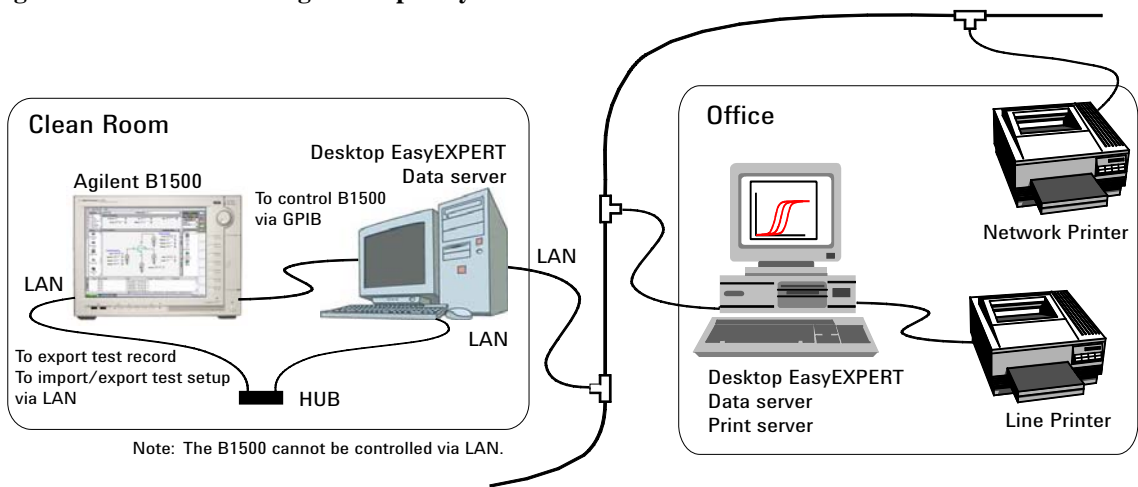 Clean Room
Agilent B1500
Desktop EasyEXPERT
Data server
To control B1500
via GPIB
LAN
LAN
LAN
To export test record
To import/export test setup
via LAN
HUB
Note: The B1500 cannot be controlled via LAN.
Office
Network Printer
Desktop EasyEXPERT
Data server
Print server
Line Printer